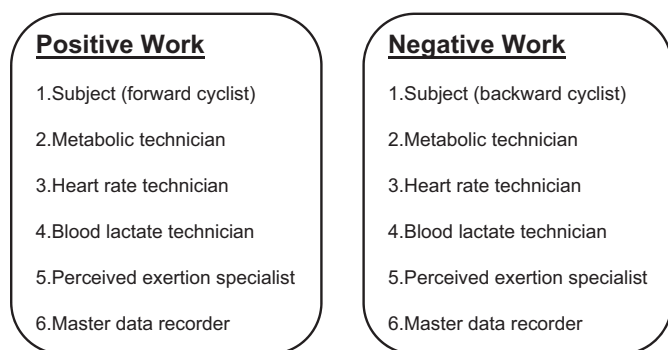 Positive Work
1.Subject (forward cyclist)
2.Metabolic technician
3.Heart rate technician
4.Blood lactate technician
5.Perceived exertion specialist
6.Master data recorder
Negative Work
1.Subject (backward cyclist)
2.Metabolic technician
3.Heart rate technician
4.Blood lactate technician
5.Perceived exertion specialist
6.Master data recorder